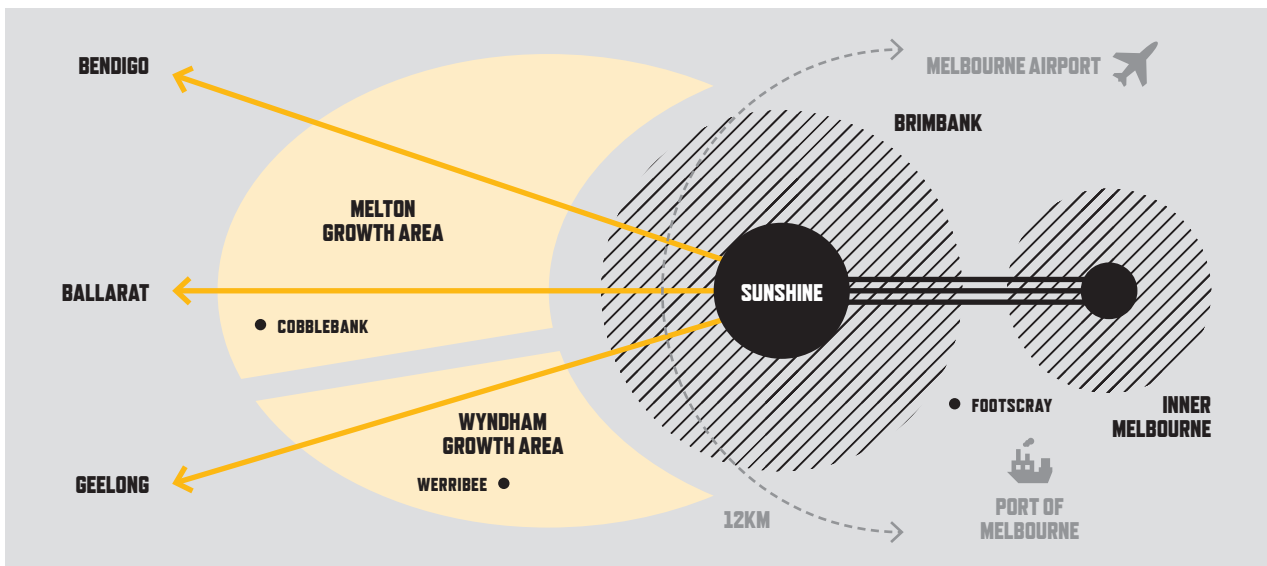 BENDIGO
MELBOURNE AIRPORT
BRIMBANK
MELTON
GROWTH AREA
BALLARAT
SUNSHINE
COBBLEBANK
FOOTSCRAY
INNER
MELBOURNE
WYNDHAM
GROWTH AREA
GEELONG
WERRIBEE
12KM
PORT OF
MELBOURNE